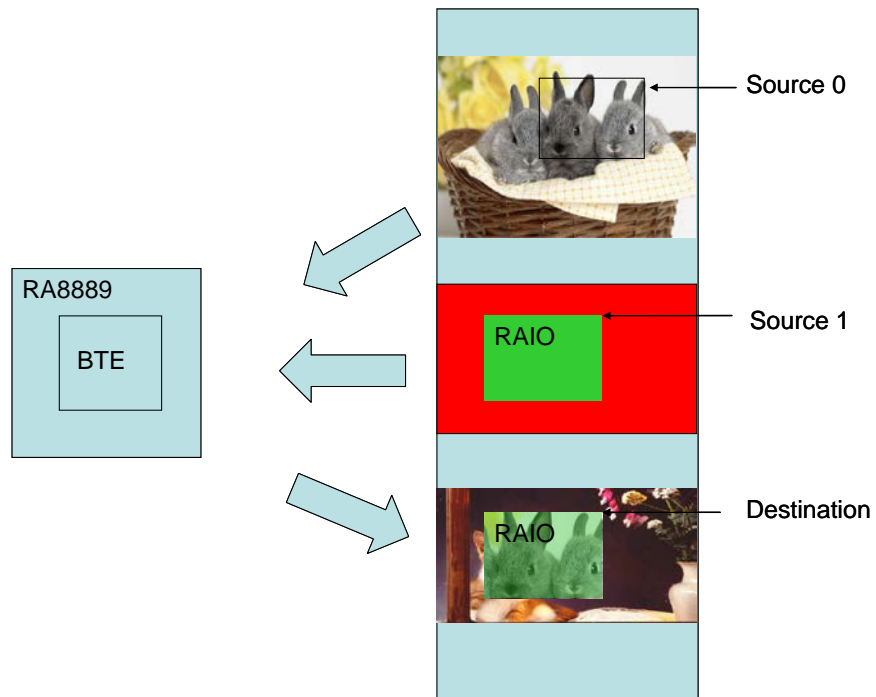 Source 0
RA8889
BTE
RAIO
Source 1
RAIO
Destination